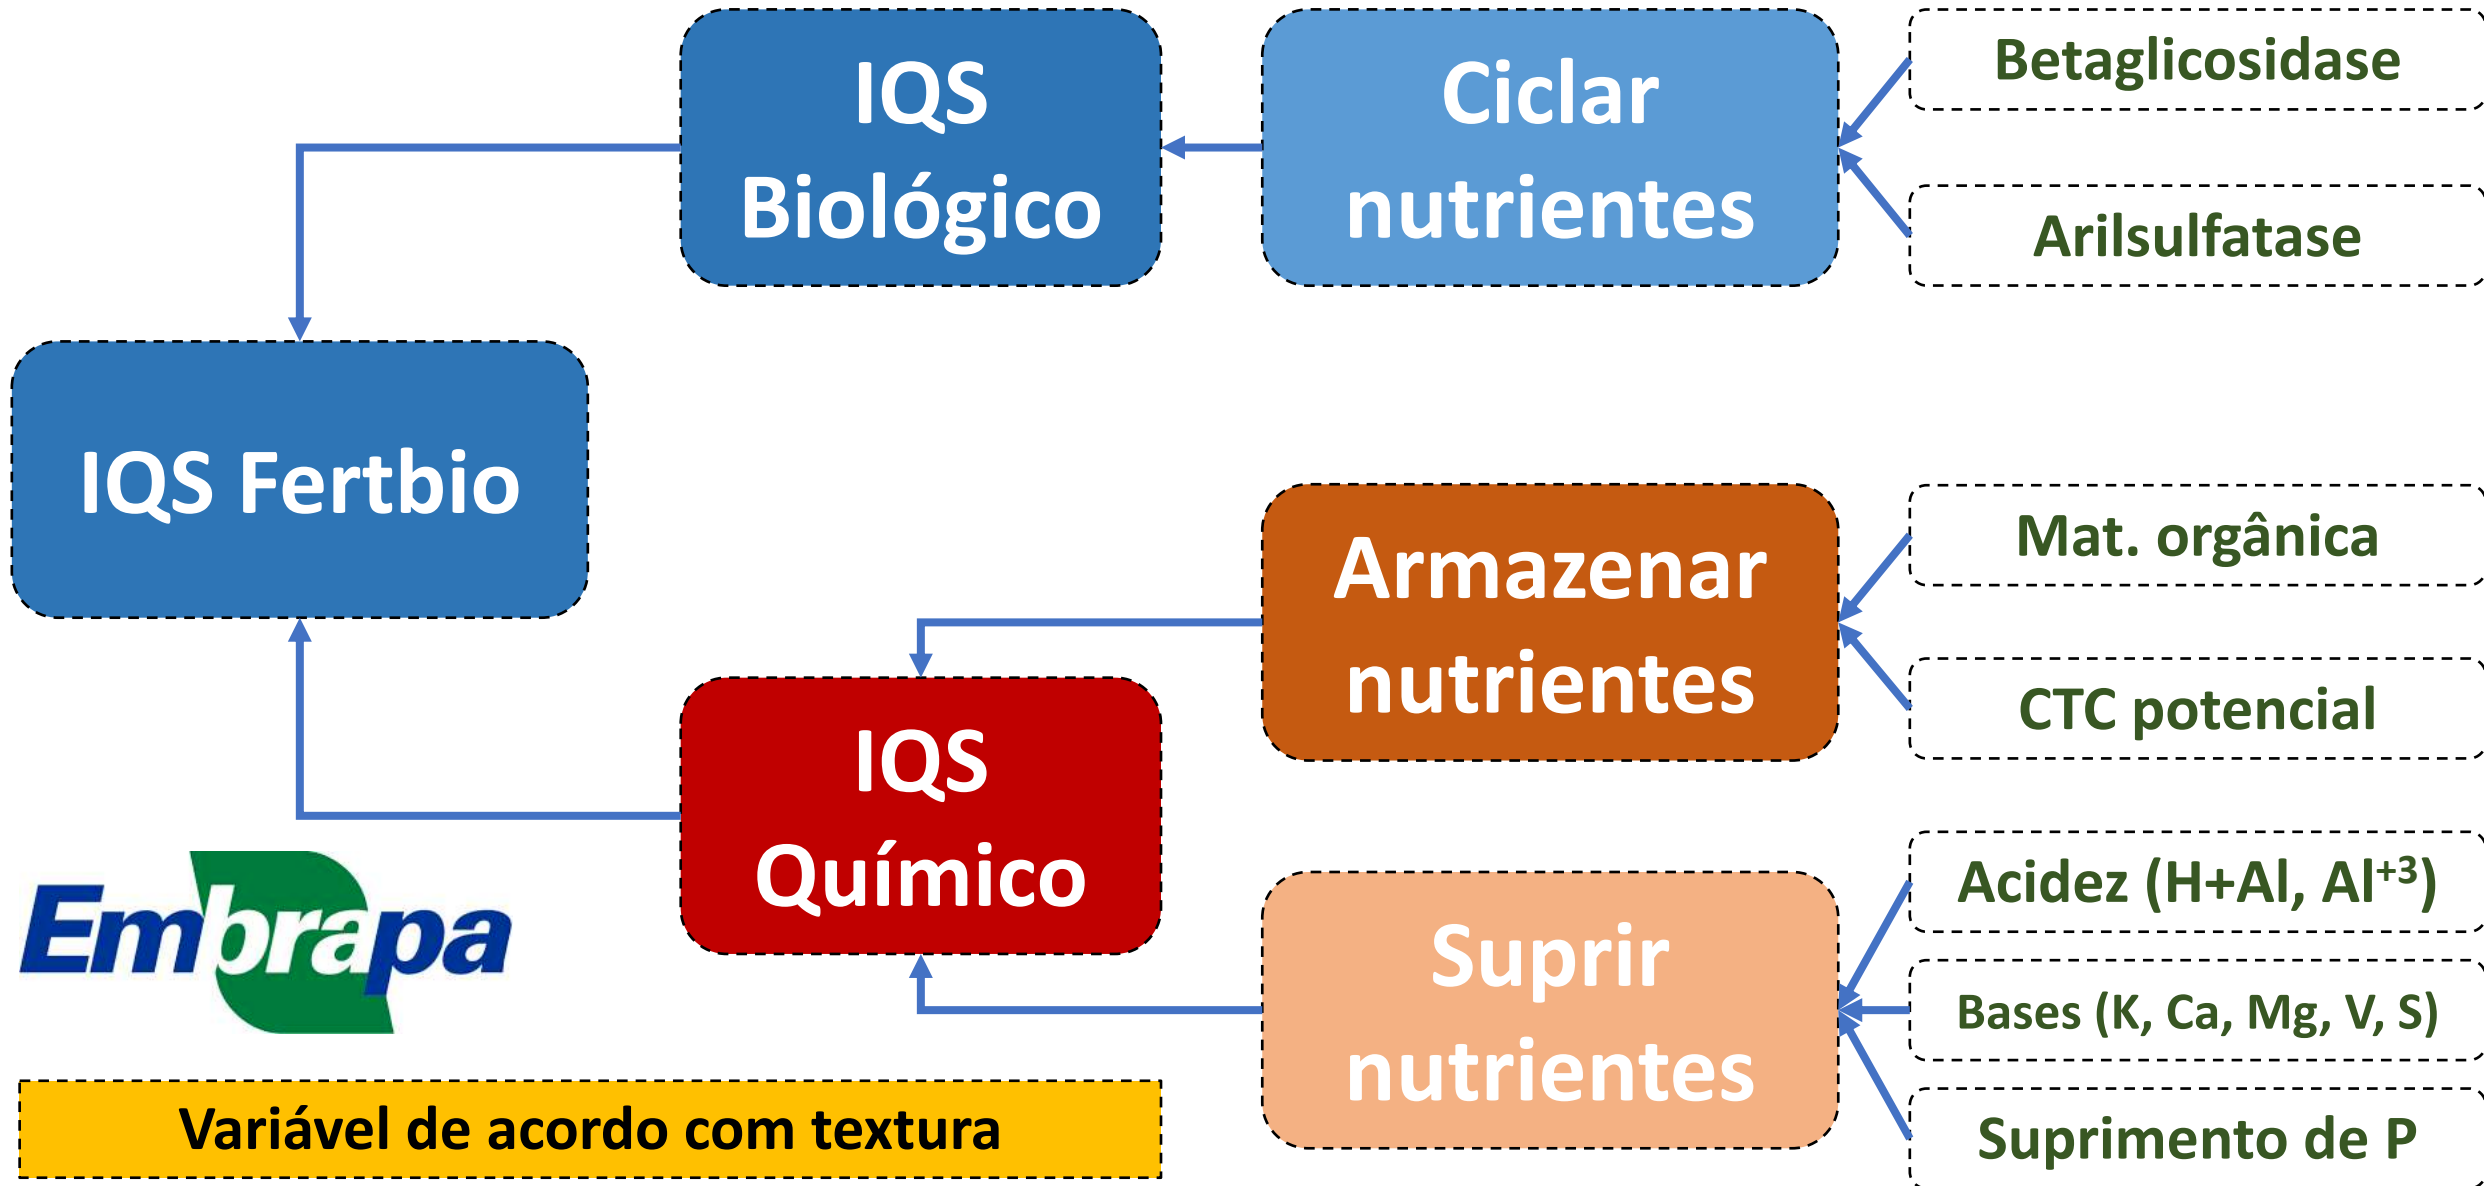 IQS
Biológico
Ciclar
nutrientes
Betaglicosidase
Arilsulfatase
IQS Fertbio
Armazenar
nutrientes
Mat. orgânica
CTC potencial
IQS
Químico
Suprir
nutrientes
Acidez (H+Al, Al⁺³)
Bases (K, Ca, Mg, V, S)
Suprimento de P
Embrapa
Variável de acordo com textura